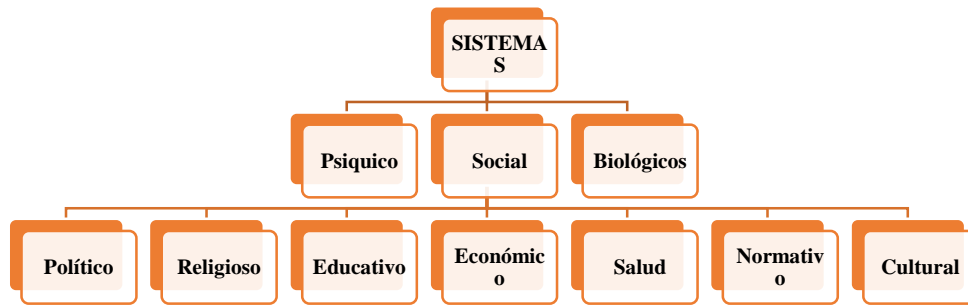 SISTEMA
S
Psiquico
Social
Biológicos
Político
Religioso
Educativo
Económic
o
Salud
Normativ
o
Cultural